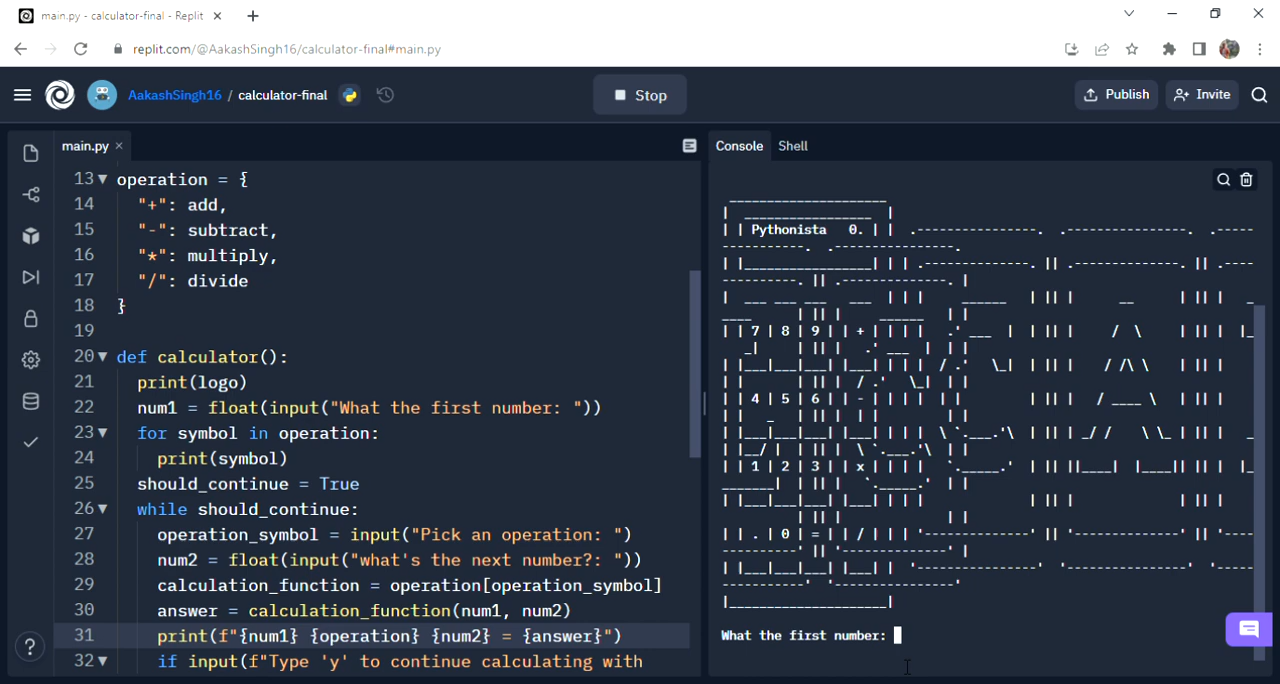 main.py - calculator-final - Replit
replit.com/@AakashSingh16/calculator-final#main.py
AakashSingh16 / calculator-final
Stop
Publish
Invite
main.py
Console
Shell
13 operation = {
14 "+": add,
15 "-": subtract,
16 "*": multiply,
17 "/": divide
18 }
19
20 def calculator():
21 print(logo)
22 num1 = float(input("What the first number: "))
23 for symbol in operation:
24 print(symbol)
25 should_continue = True
26 while should_continue:
27 operation_symbol = input("Pick an operation: ")
28 num2 = float(input("what's the next number?: "))
29 calculation_function = operation[operation_symbol]
30 answer = calculation_function(num1, num2)
31 print(f"{num1} {operation} {num2} = {answer}")
32 if input(f"Type 'y' to continue calculating with
?
Pythonista 0.
7 8 9 +
4 5 6 -
1 2 3 x
. 0 = /
What the first number: